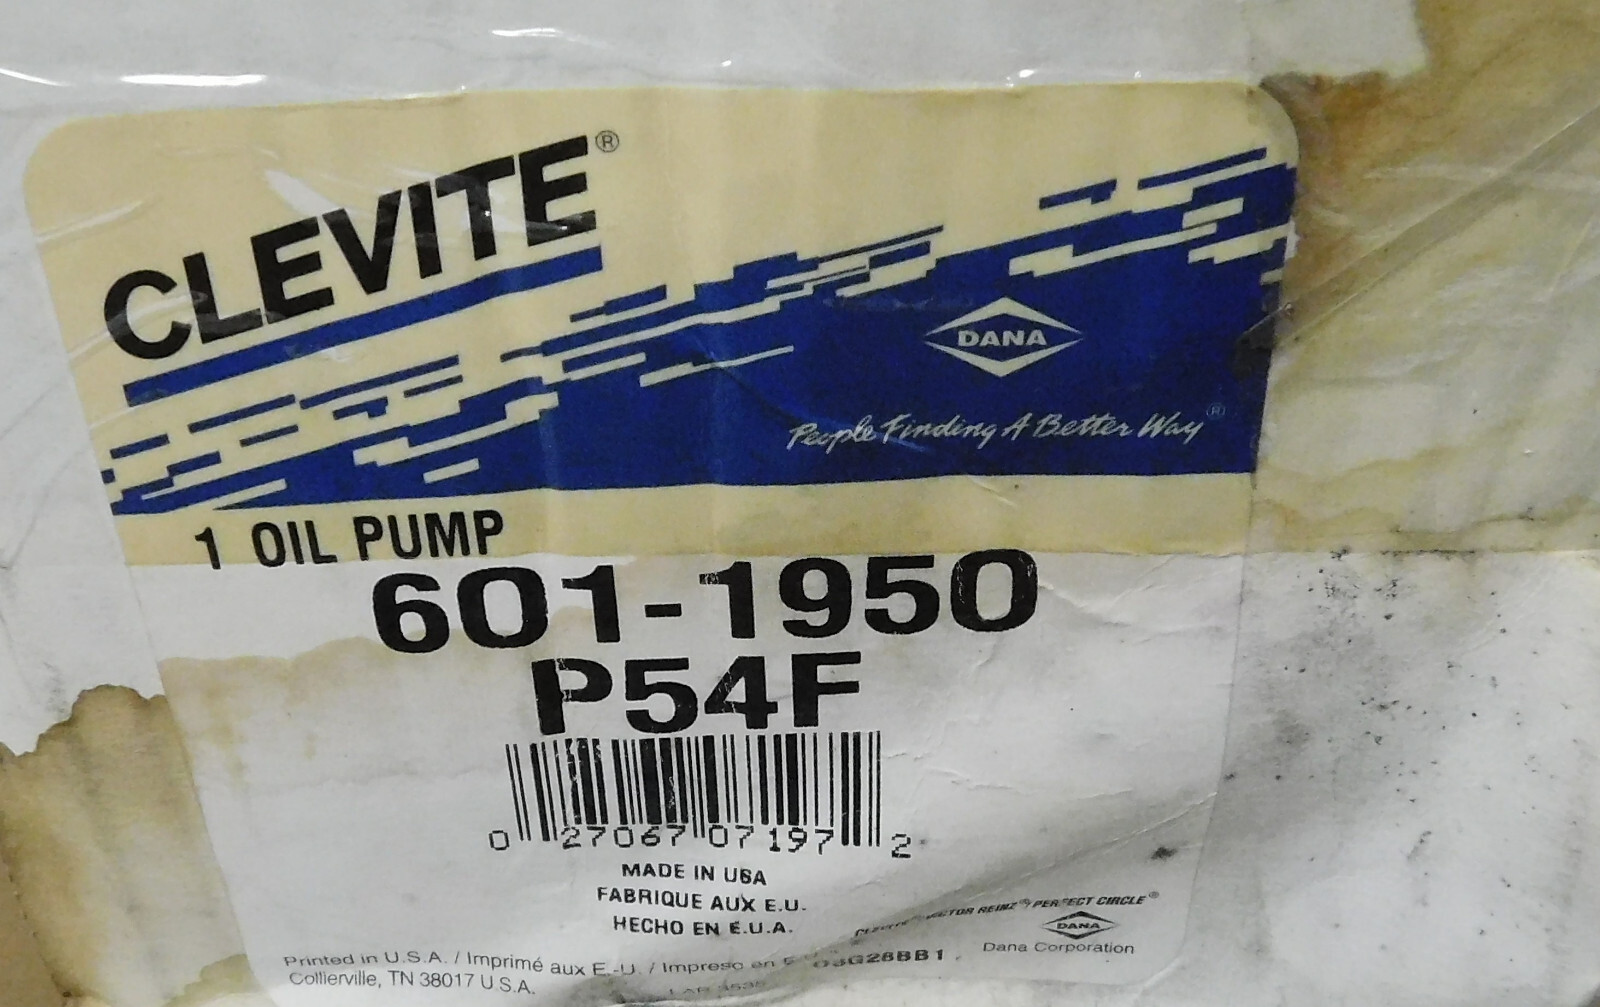 CLEVITE®
DANA
People Finding A Better Way®
1 OIL PUMP
601-1950
P54F
0 27067 07197 2
MADE IN USA
FABRIQUE AUX E.U.
HECHO EN E.U.A.
REINZ® PERFECT CIRCLE®
DANA
Dana Corporation
Printed in U.S.A. / Imprimé aux E.-U. / Impreso en
Collierville, TN 38017 U.S.A.